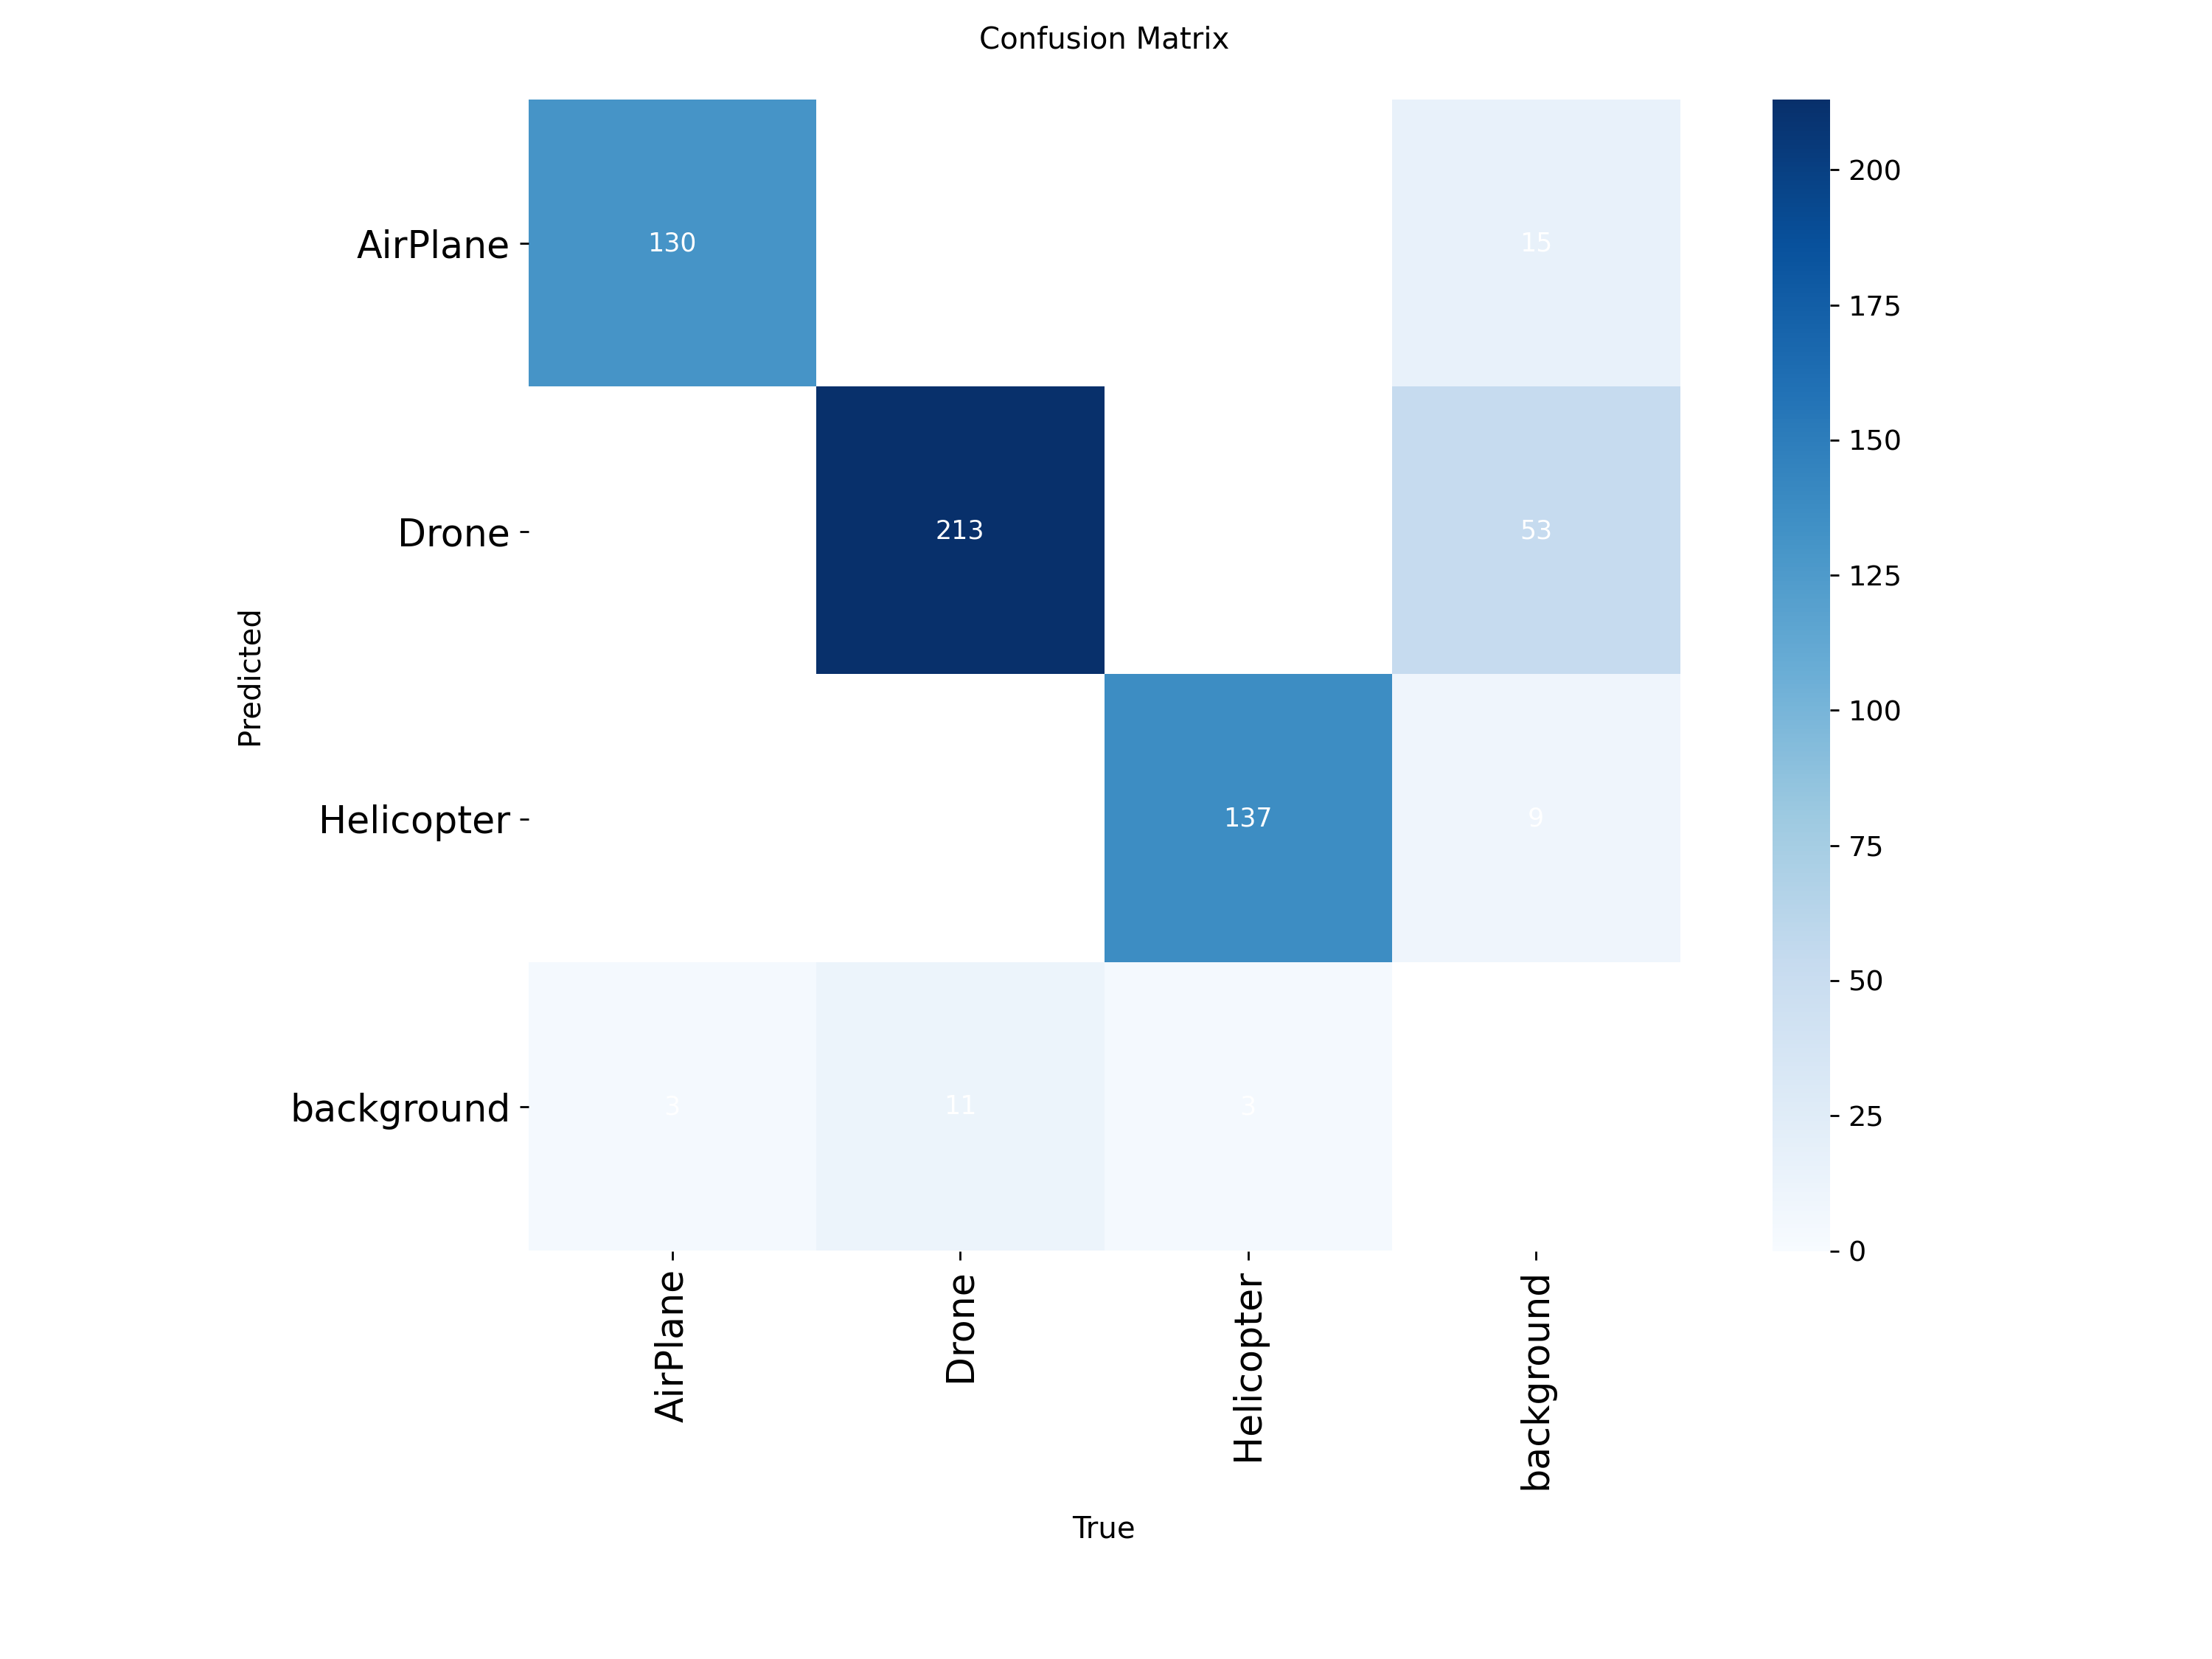 Confusion Matrix
AirPlane
130
15
Drone
213
53
Helicopter
137
9
background
3
11
3
Predicted
AirPlane
Drone
Helicopter
background
True
200
175
150
125
100
75
50
25
0